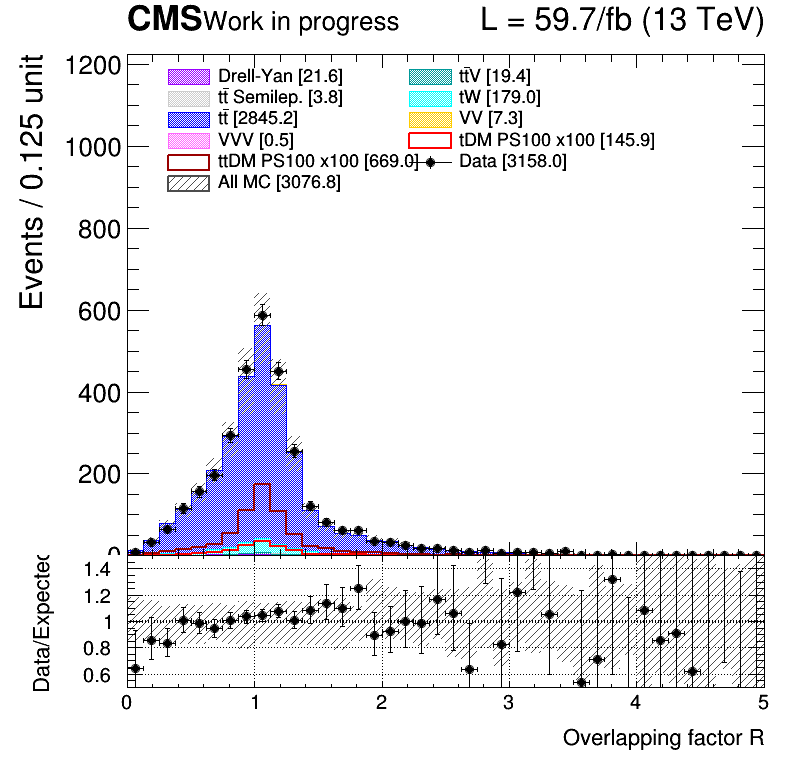 CMS Work in progress L = 59.7/fb (13 TeV)
Events / 0.125 unit
1200
1000
800
600
400
200
0
Drell-Yan [21.6]
tt̄V [19.4]
tt̄ Semilep. [3.8]
tW [179.0]
tt̄ [2845.2]
VV [7.3]
VVV [0.5]
tDM PS100 x100 [145.9]
ttDM PS100 x100 [669.0]
Data [3158.0]
All MC [3076.8]
Data/Expected
1.4
1.2
1
0.8
0.6
0 1 2 3 4 5
Overlapping factor R